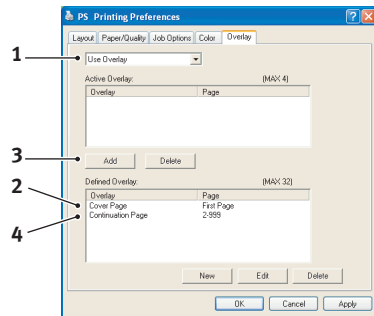 PS Printing Preferences
Layout Paper/Quality Job Options Color Overlay
1 Use Overlay
Active Overlay: (MAX 4)
Overlay Page
3 Add Delete
Defined Overlay: (MAX 32)
Overlay Page
2 Cover Page First Page
4 Continuation Page 2-999
New Edit Delete
OK Cancel Apply